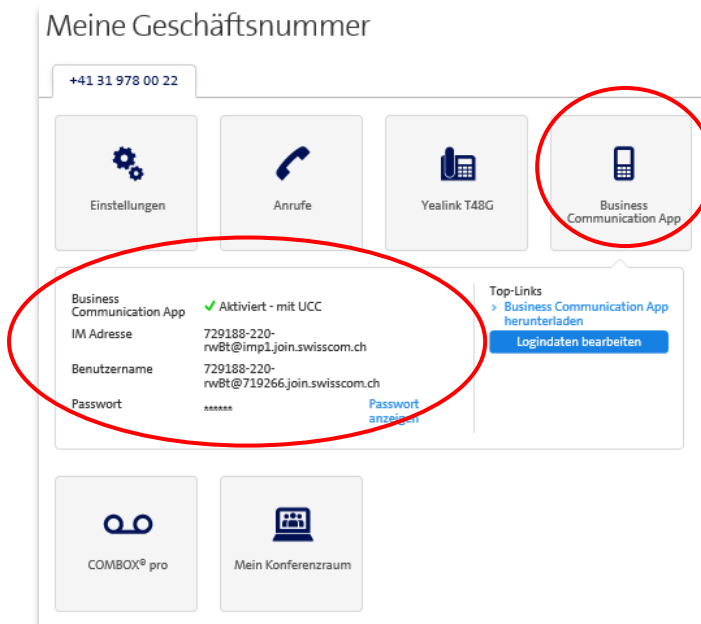 Meine Geschäftsnummer
+41 31 978 00 22
Einstellungen
Anrufe
Yealink T48G
Business
Communication App
Business
Communication App
✓ Aktiviert - mit UCC
IM Adresse
729188-220-
rwBt@imp1.join.swisscom.ch
Benutzername
729188-220-
rwBt@719266.join.swisscom.ch
Passwort
******
Passwort
anzeigen
Top-Links
> Business Communication App
herunterladen
Logindaten bearbeiten
COMBOX® pro
Mein Konferenzraum